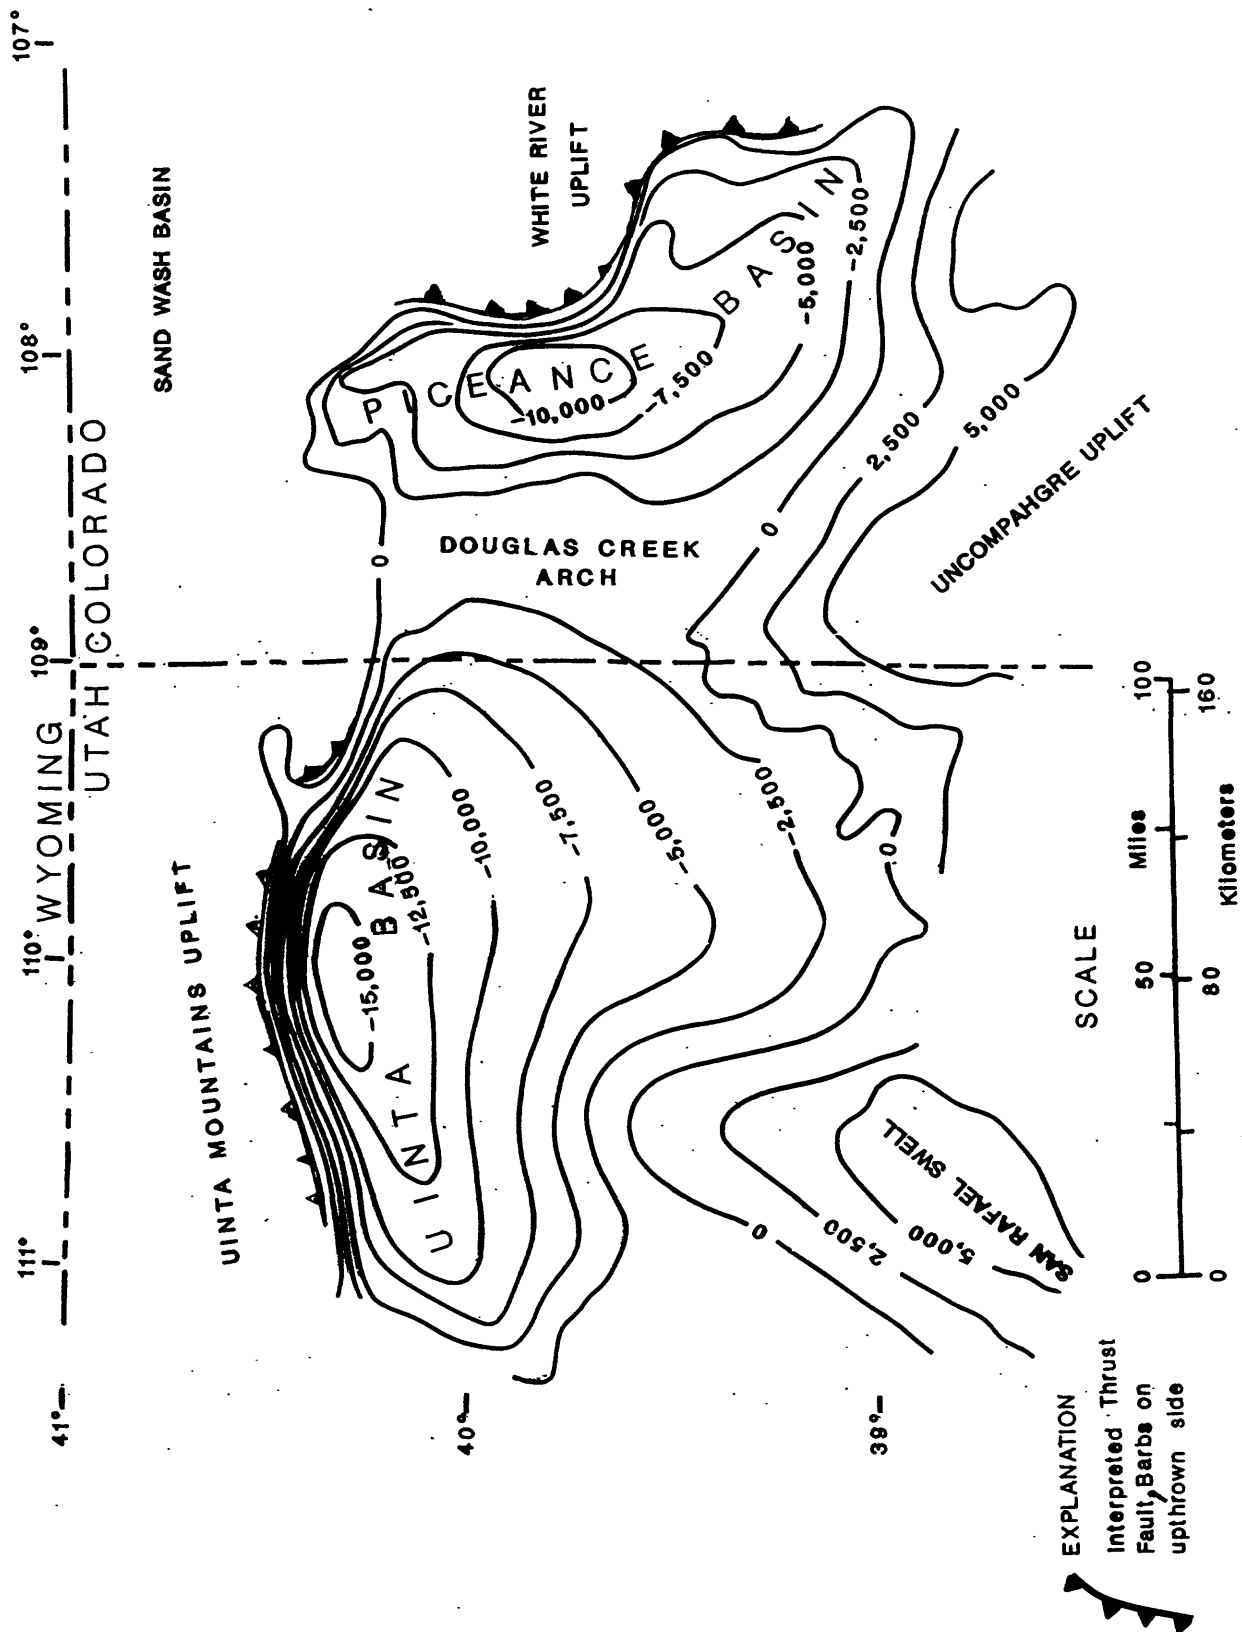 111°
110°
109°
108°
107°
41°
WYOMING
UTAH
COLORADO
UINTA MOUNTAINS UPLIFT
SAND WASH BASIN
WHITE RIVER
UPLIFT
40°
UINTA BASIN
-15,000
-12,500
-10,000
-7,500
-5,000
-2,500
0
0
DOUGLAS CREEK
ARCH
PICEANCE BASIN
-10,000
-7,500
-5,000
-2,500
0
2,500
5,000
UNCOMPAHGRE UPLIFT
39°
0
2,500
5,000
SAN RAFAEL SWELL
EXPLANATION
Interpreted Thrust
Fault, Barbs on
upthrown side
SCALE
0 50 Miles 100
0 80 Kilometers 160